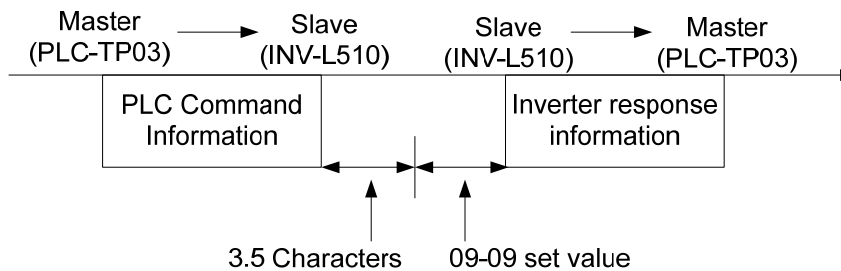 Master
(PLC-TP03)
Slave
(INV-L510)
Slave
(INV-L510)
Master
(PLC-TP03)
PLC Command
Information
Inverter response
information
3.5 Characters
09-09 set value